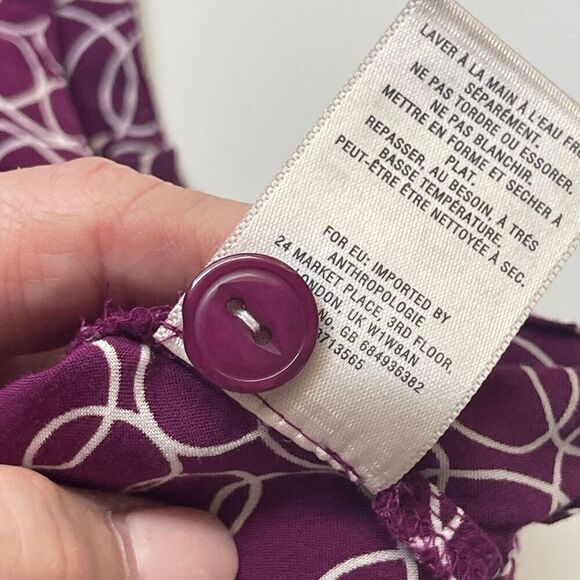 LAVER À LA MAIN À L'EAU
SÉPARÉMENT.
NE PAS TORDRE OU ESSORER.
NE PAS BLANCHIR.
METTRE EN FORME ET SÉCHER À
PLAT.
REPASSER, AU BESOIN, À TRÈS
BASSE TEMPÉRATURE.
PEUT-ÊTRE ÊTRE NETTOYÉE À SEC.
FOR EU: IMPORTED BY
ANTHROPOLOGIE
24 MARKET PLACE, 3RD FLOOR,
LONDON, UK W1W8AN
NO. GB 684936382
713565